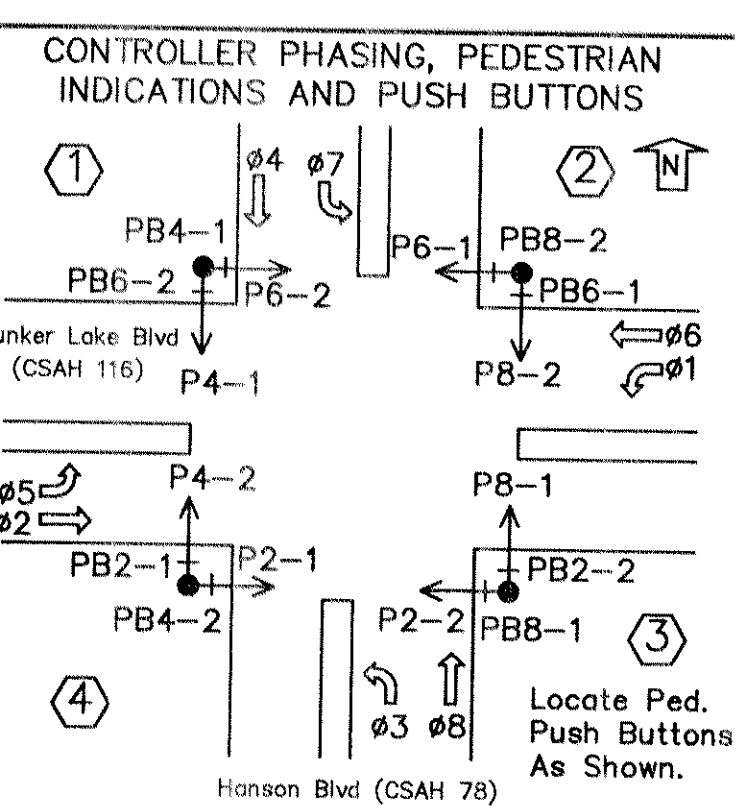 CONTROLLER PHASING, PEDESTRIAN
INDICATIONS AND PUSH BUTTONS
1
ø4
ø7
2
N
PB4-1
P6-1
PB8-2
PB6-2
P6-2
PB6-1
unker Lake Blvd
(CSAH 116)
ø6
P4-1
P8-2
ø1
P4-2
P8-1
ø5
ø2
PB2-1
P2-1
PB2-2
PB4-2
P2-2
PB8-1
3
4
ø3
ø8
Locate Ped.
Push Buttons
As Shown.
Hanson Blvd (CSAH 78)